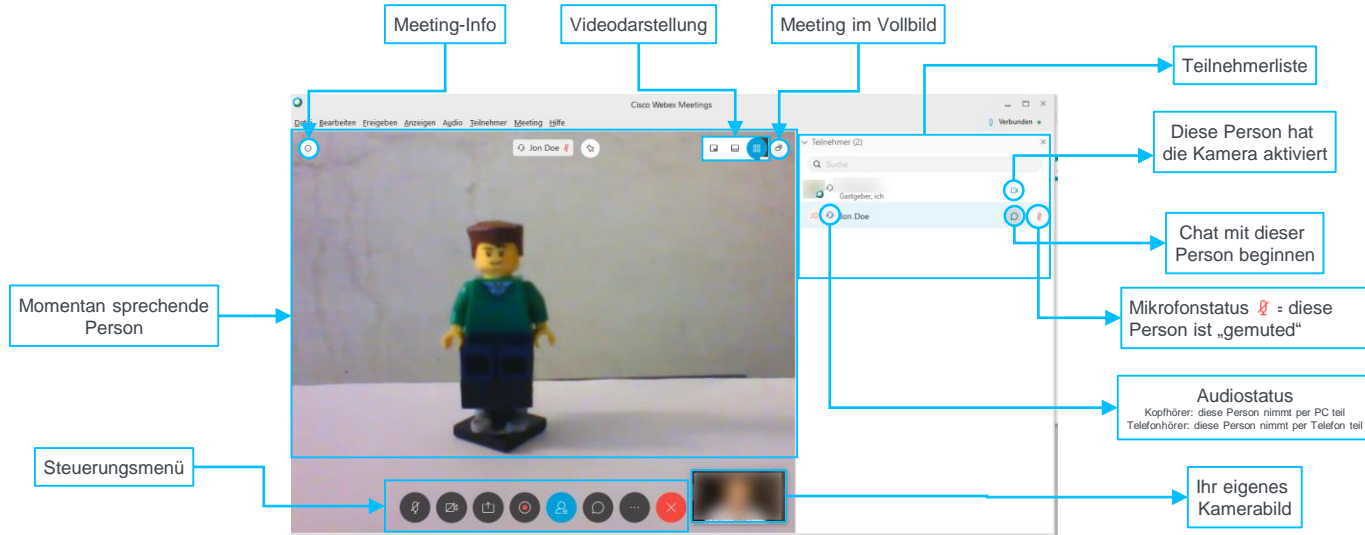 Meeting-Info
Videodarstellung
Meeting im Vollbild
Teilnehmerliste
Cisco Webex Meetings
Datei Bearbeiten Freigeben Anzeigen Audio Teilnehmer Meeting Hilfe
Verbunden
Jon Doe
Teilnehmer (2)
Suche
Gastgeber, ich
JD Jon Doe
Diese Person hat
die Kamera aktiviert
Chat mit dieser
Person beginnen
Momentan sprechende
Person
Mikrofonstatus = diese
Person ist „gemuted“
Audiostatus
Kopfhörer: diese Person nimmt per PC teil
Telefonhörer: diese Person nimmt per Telefon teil
Steuerungsmenü
Ihr eigenes
Kamerabild